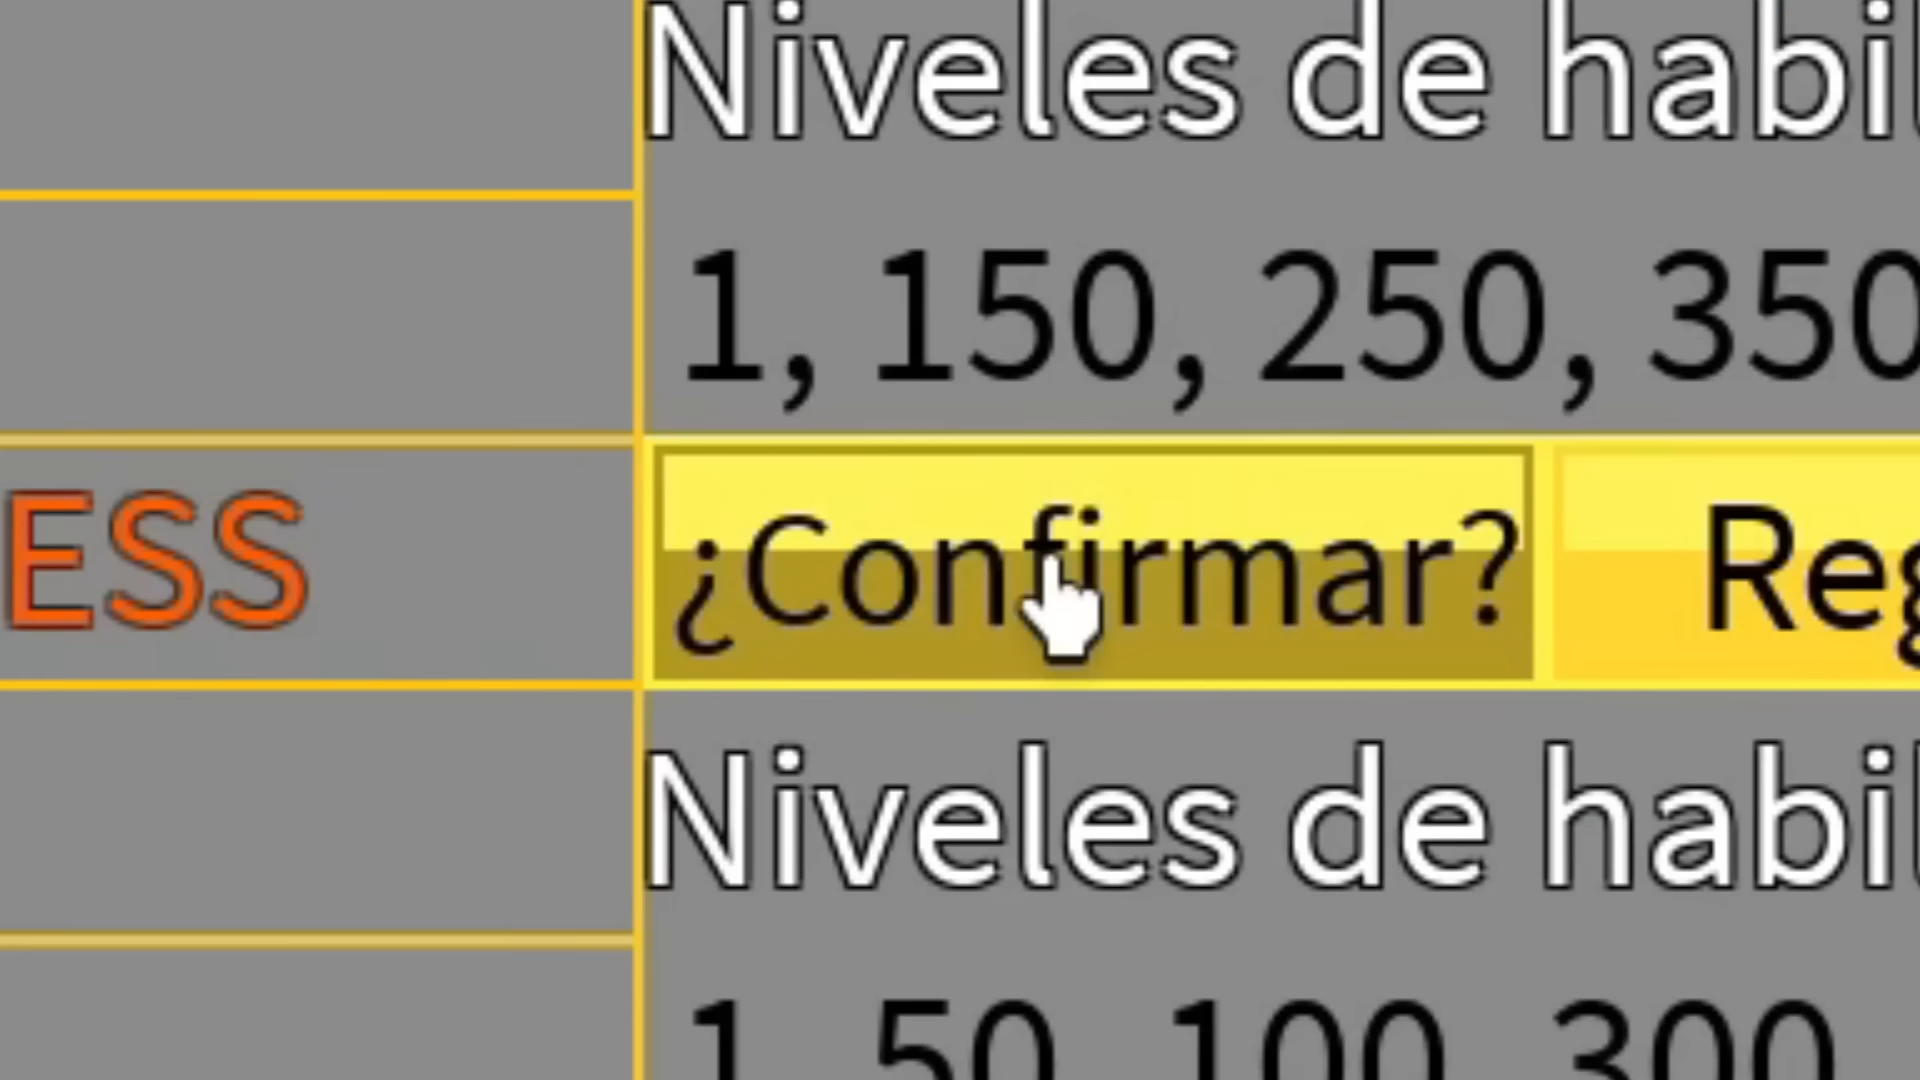 Niveles de habil
1, 150, 250, 350
ESS ¿Confirmar? Reg
Niveles de habil
1, 50, 100, 300